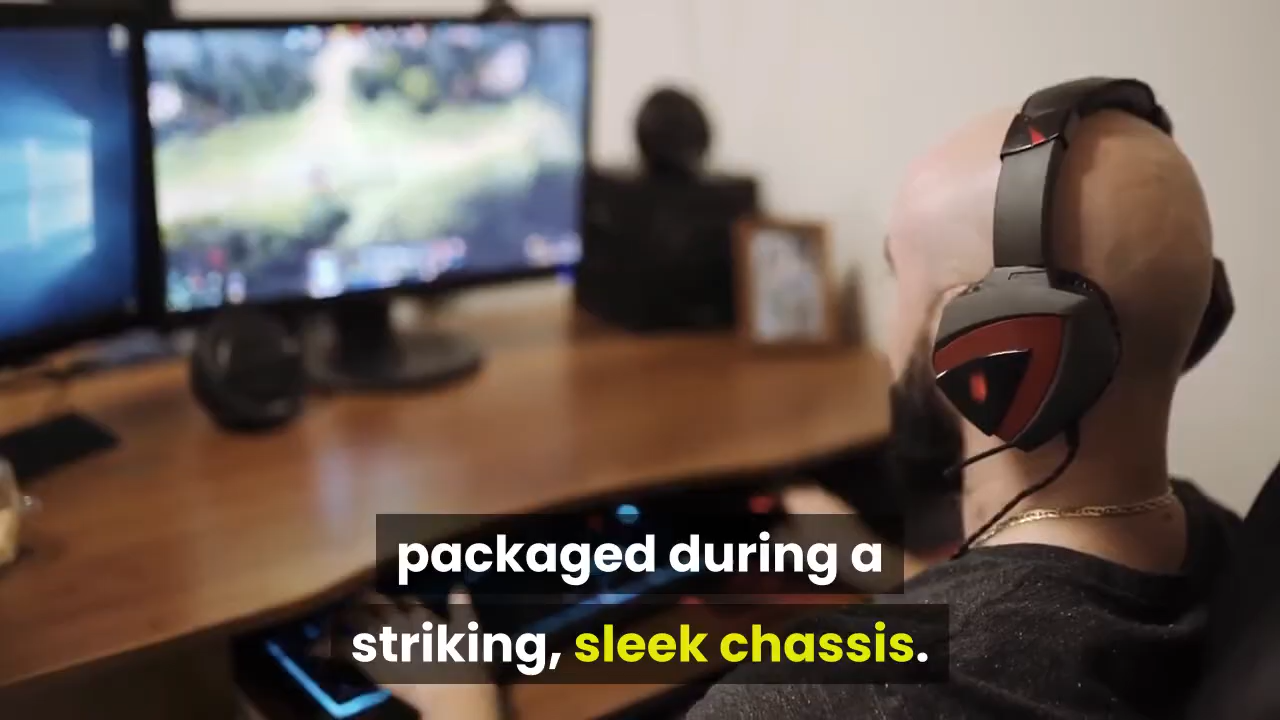 packaged during a
striking, sleek chassis.